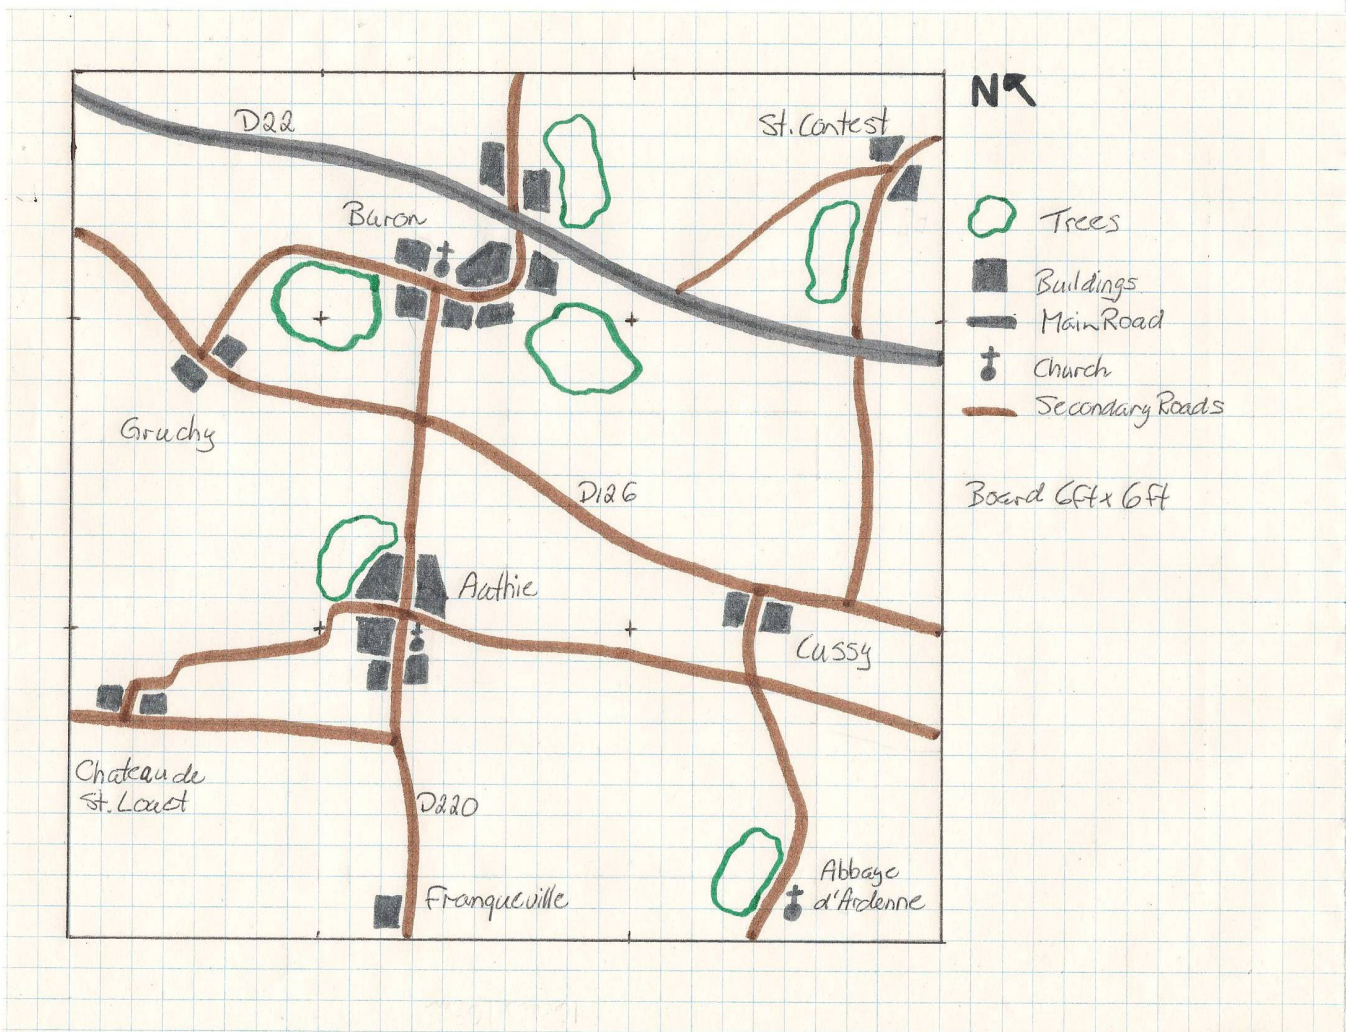 N
D22
St. Contest
Buron
Trees
Buildings
Main Road
Gruchy
Church
Secondary Roads
D126
Board 6ft x 6ft
Authie
Cussy
Chateau de
St. Louet
D220
Franqueville
Abbaye
d'Ardenne